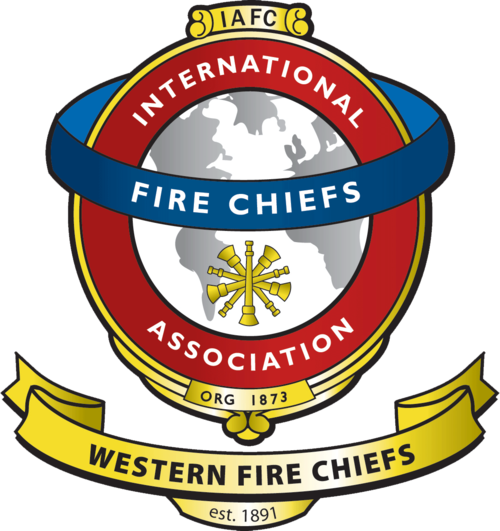 IAFC
INTERNATIONAL
FIRE CHIEFS
ASSOCIATION
ORG 1873
WESTERN FIRE CHIEFS
est. 1891